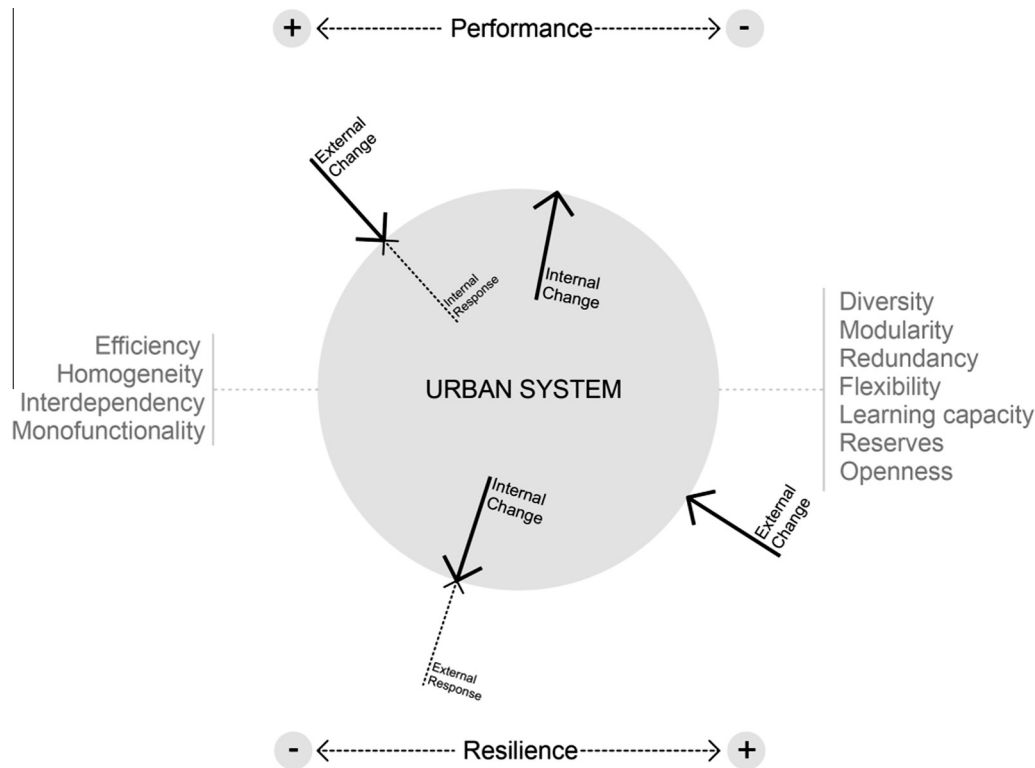 + Performance -
External
Change
Internal
Response
Internal
Change
Efficiency
Homogeneity
Interdependency
Monofunctionality
URBAN SYSTEM
Diversity
Modularity
Redundancy
Flexibility
Learning capacity
Reserves
Openness
Internal
Change
External
Change
External
Response
- Resilience +